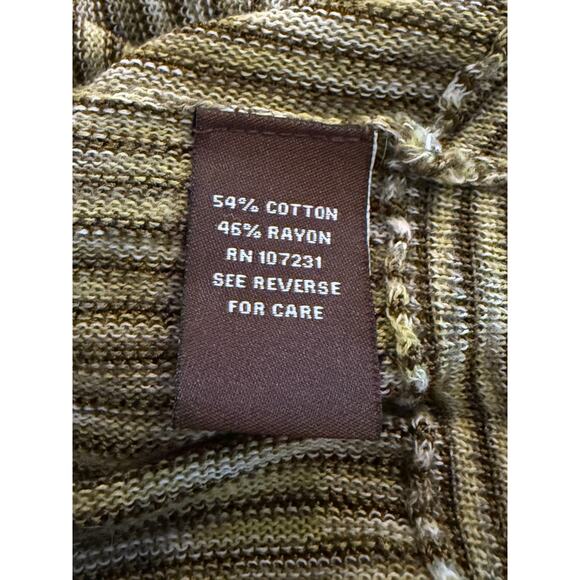 54% COTTON
46% RAYON
RN 107231
SEE REVERSE
FOR CARE